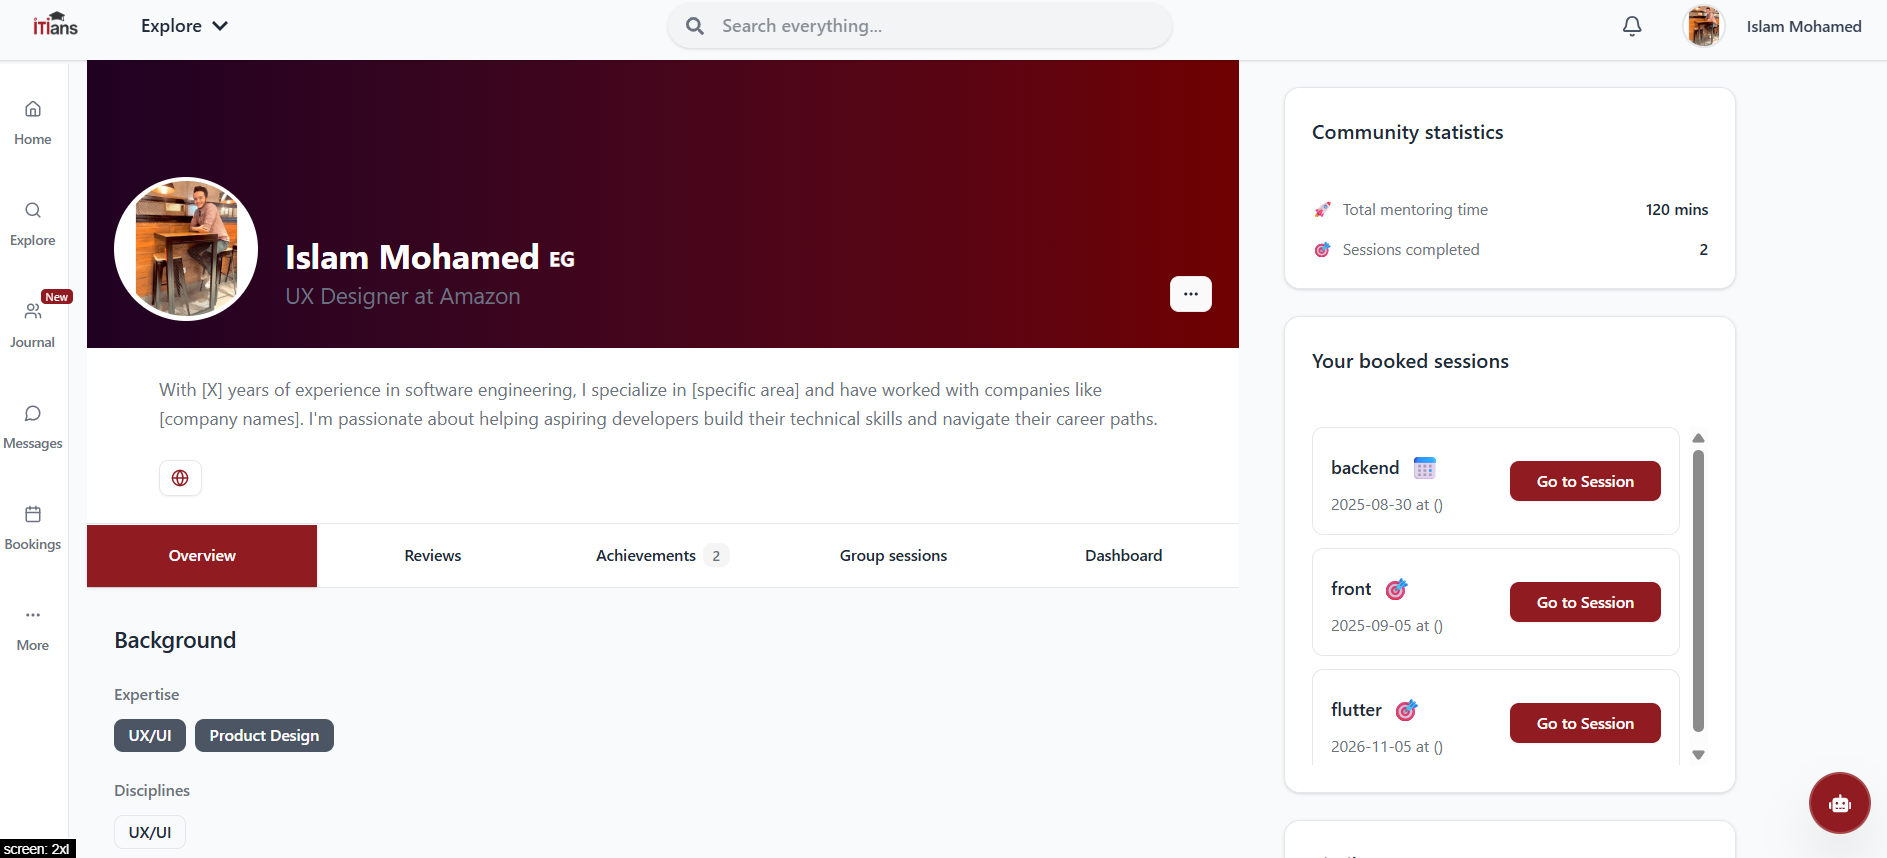 iTians
Explore
Search everything...
Islam Mohamed
Home
Explore
New
Journal
Messages
Bookings
More
Islam Mohamed EG
UX Designer at Amazon
With [X] years of experience in software engineering, I specialize in [specific area] and have worked with companies like
[company names]. I'm passionate about helping aspiring developers build their technical skills and navigate their career paths.
Overview
Reviews
Achievements 2
Group sessions
Dashboard
Background
Expertise
UX/UI
Product Design
Disciplines
UX/UI
Community statistics
Total mentoring time 120 mins
Sessions completed 2
Your booked sessions
backend
2025-08-30 at ()
Go to Session
front
2025-09-05 at ()
Go to Session
flutter
2026-11-05 at ()
Go to Session
screen: 2xl